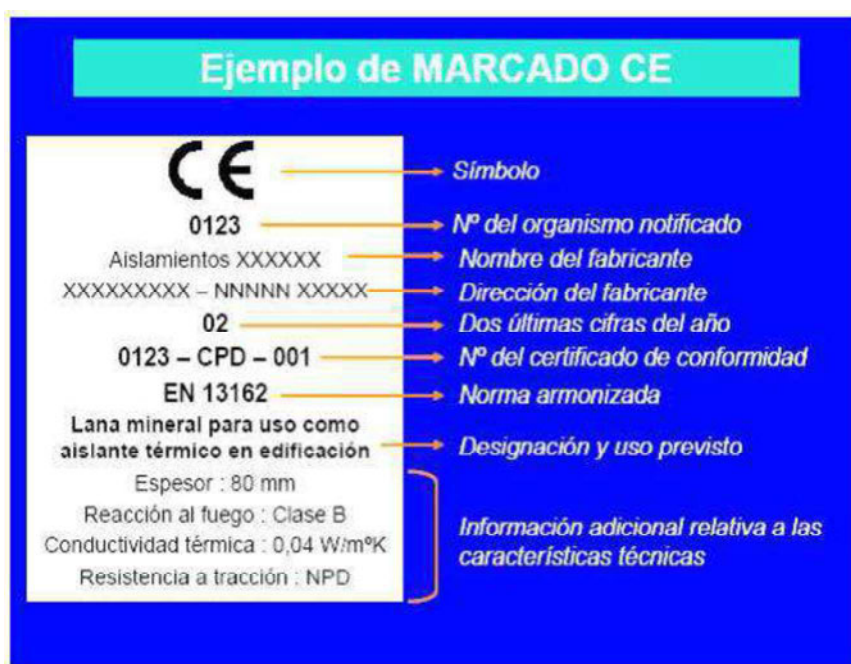 Ejemplo de MARCADO CE
CE
Símbolo
0123
Nº del organismo notificado
Aislamientos XXXXXX
Nombre del fabricante
XXXXXXXXX – NNNNN XXXXX
Dirección del fabricante
02
Dos últimas cifras del año
0123 – CPD – 001
Nº del certificado de conformidad
EN 13162
Norma armonizada
Lana mineral para uso como
aislante térmico en edificación
Designación y uso previsto
Espesor : 80 mm
Reacción al fuego : Clase B
Conductividad térmica : 0,04 W/mºK
Resistencia a tracción : NPD
Información adicional relativa a las
características técnicas